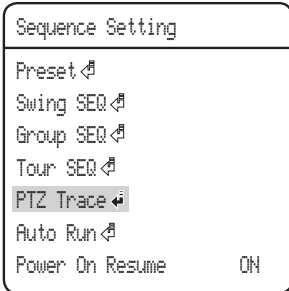 Sequence Setting
Preset
Swing SEQ
Group SEQ
Tour SEQ
PTZ Trace
Auto Run
Power On Resume ON